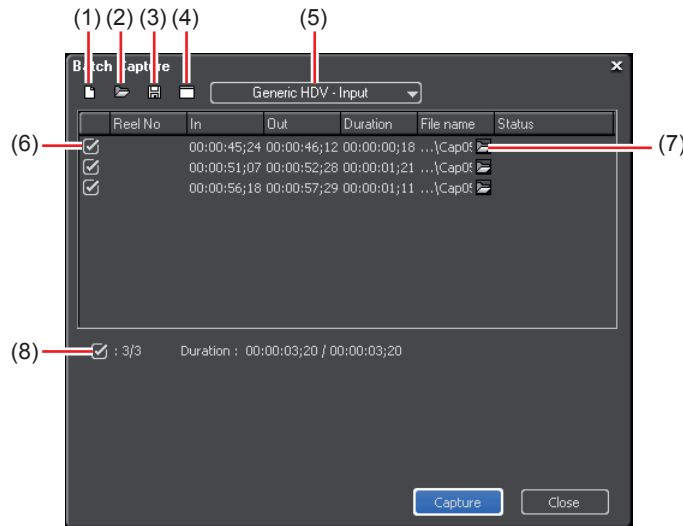 (1) (2) (3) (4) (5)
Batch Capture x
Generic HDV - Input
Reel No In Out Duration File name Status
(6) 00:00:45;24 00:00:46;12 00:00:00;18 ...\Cap05 (7)
00:00:51;07 00:00:52;28 00:00:01;21 ...\Cap05
00:00:56;18 00:00:57;29 00:00:01;11 ...\Cap05
(8) : 3/3 Duration : 00:00:03;20 / 00:00:03;20
Capture Close